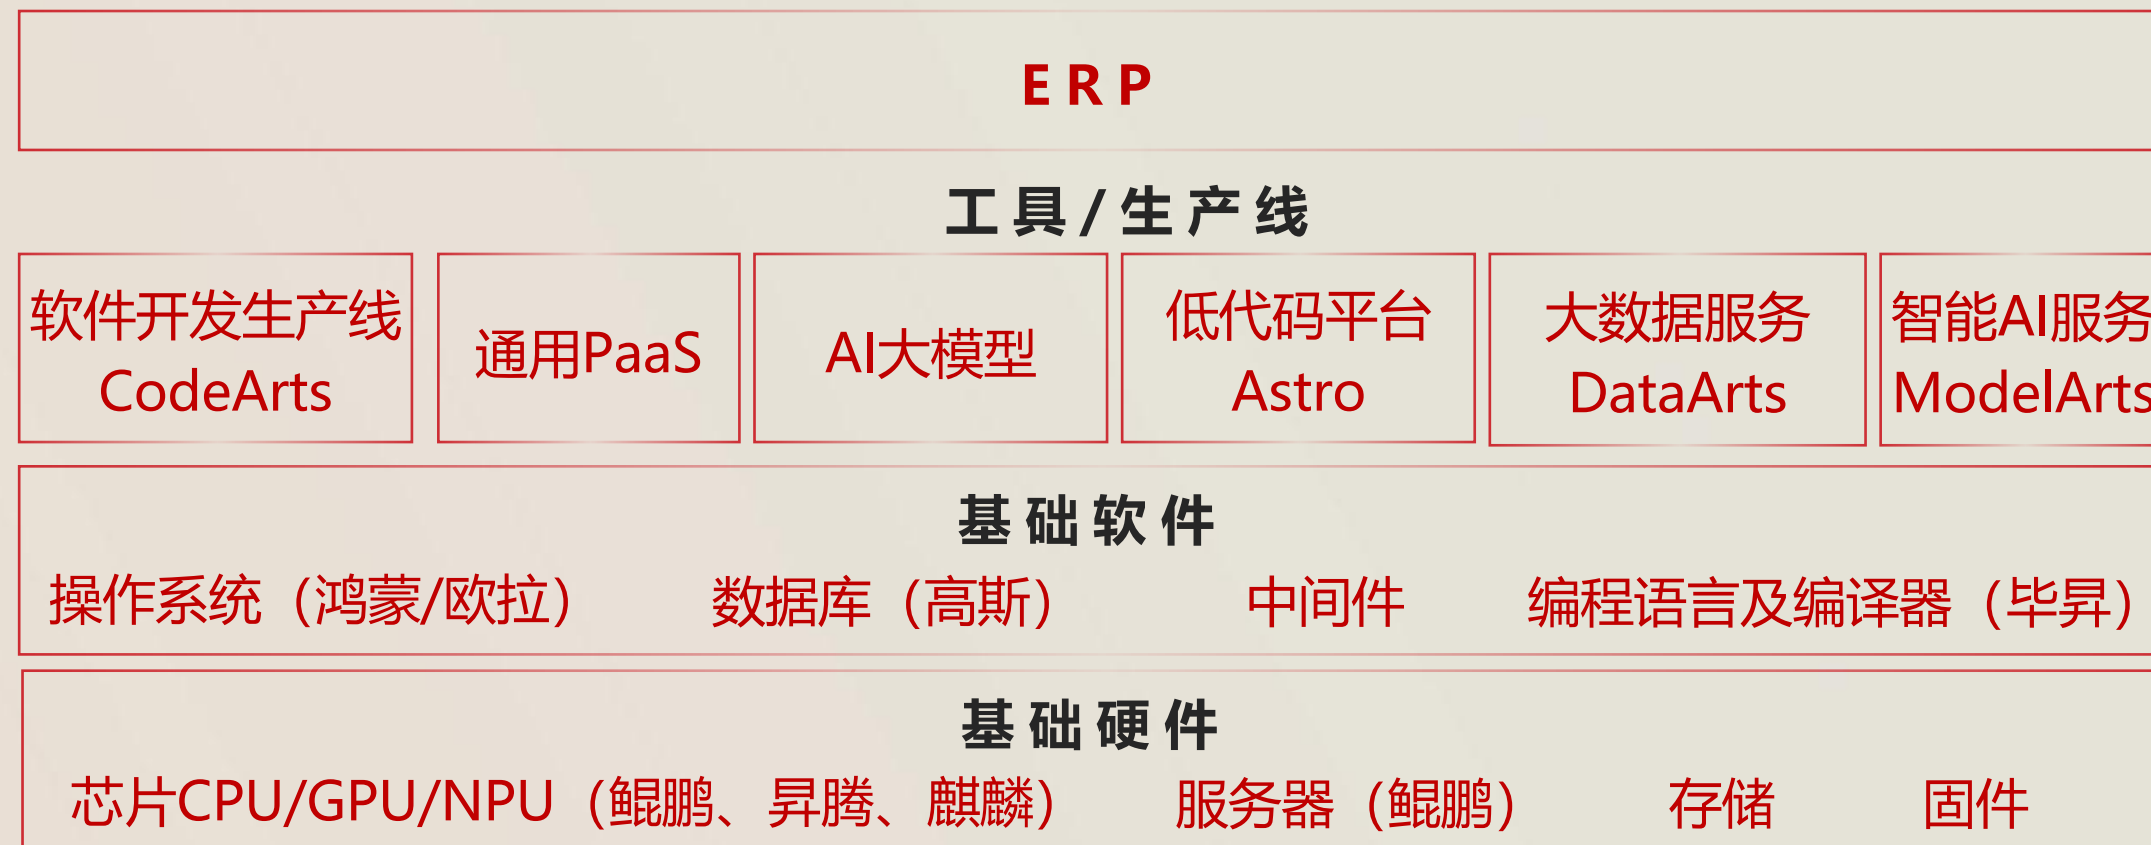 ERP
工具/生产线
软件开发生产线
CodeArts
通用PaaS
AI大模型
低代码平台
Astro
大数据服务
DataArts
智能AI服务
ModelArts
基础软件
操作系统（鸿蒙/欧拉） 数据库（高斯） 中间件 编程语言及编译器（毕昇）
基础硬件
芯片CPU/GPU/NPU（鲲鹏、昇腾、麒麟） 服务器（鲲鹏） 存储 固件